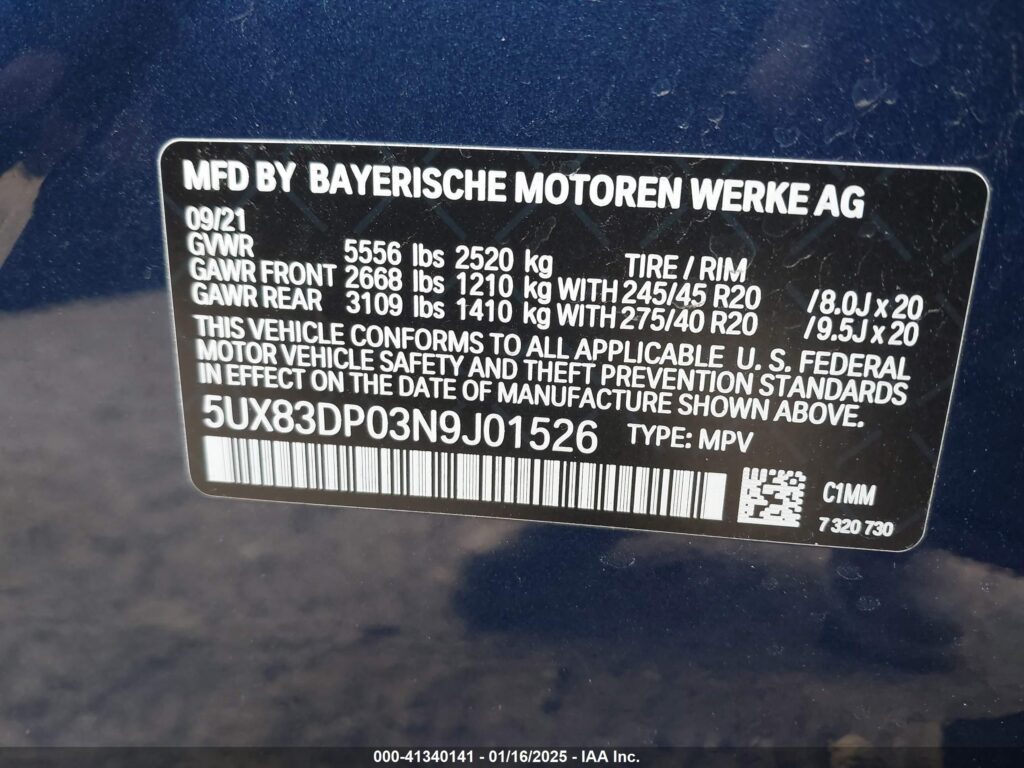 MFD BY BAYERISCHE MOTOREN WERKE AG
09/21
GVWR 5556 lbs 2520 kg TIRE / RIM
GAWR FRONT 2668 lbs 1210 kg WITH 245/45 R20 /8.0J x 20
GAWR REAR 3109 lbs 1410 kg WITH 275/40 R20 /9.5J x 20
THIS VEHICLE CONFORMS TO ALL APPLICABLE U. S. FEDERAL
MOTOR VEHICLE SAFETY AND THEFT PREVENTION STANDARDS
IN EFFECT ON THE DATE OF MANUFACTURE SHOWN ABOVE.
5UX83DP03N9J01526 TYPE: MPV
C1MM
7 320 730
000-41340141 - 01/16/2025 - IAA Inc.